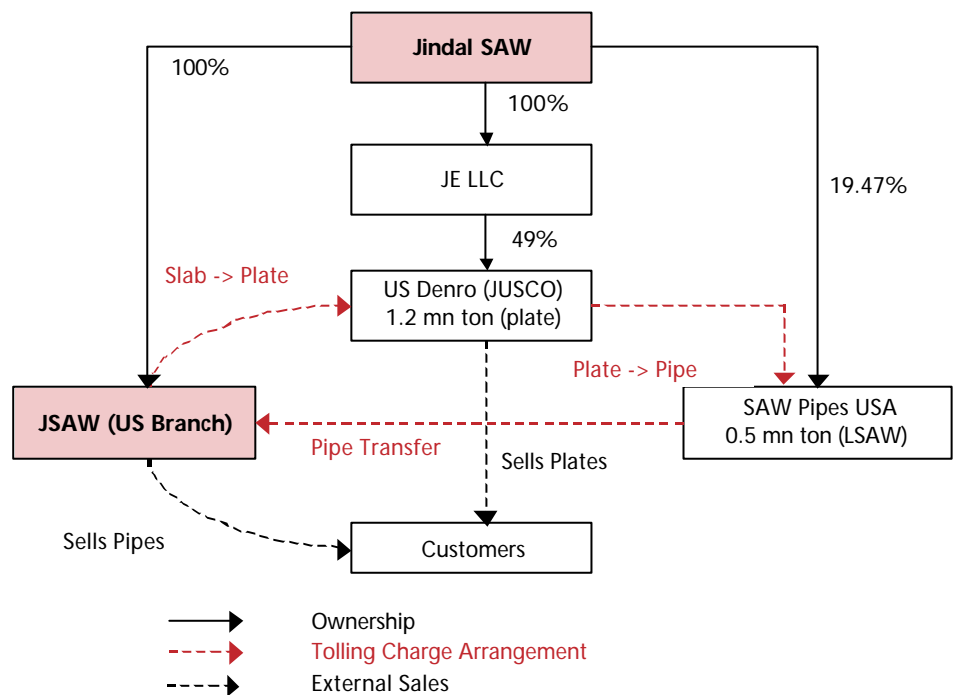 Jindal SAW
100%
100%
JE LLC
19.47%
49%
Slab -> Plate
US Denro (JUSCO)
1.2 mn ton (plate)
Plate -> Pipe
JSAW (US Branch)
SAW Pipes USA
0.5 mn ton (LSAW)
Pipe Transfer
Sells Plates
Sells Pipes
Customers
Ownership
Tolling Charge Arrangement
External Sales